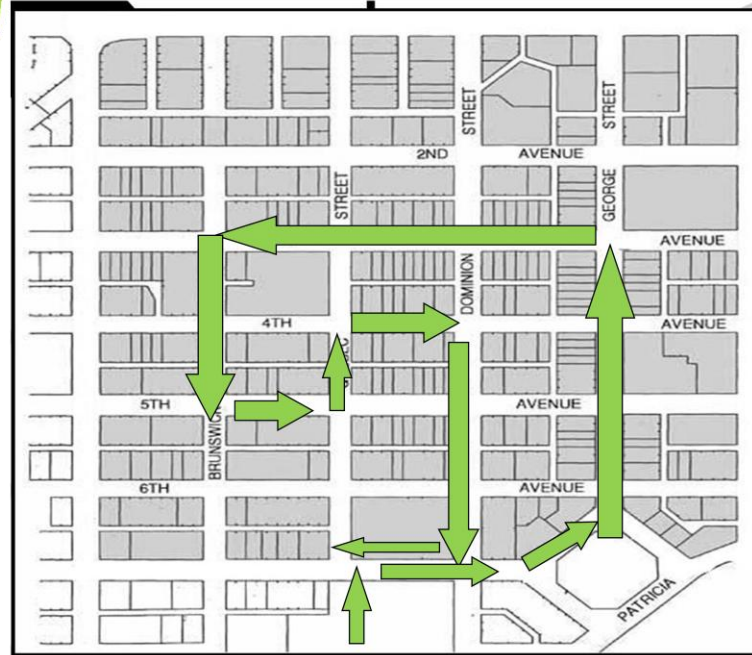 STREET
STREET
2ND AVENUE
STREET
GEORGE
AVENUE
DOMINION
4TH
AVENUE
5TH
AVENUE
BRUNSWICK
6TH
AVENUE
PATRICIA